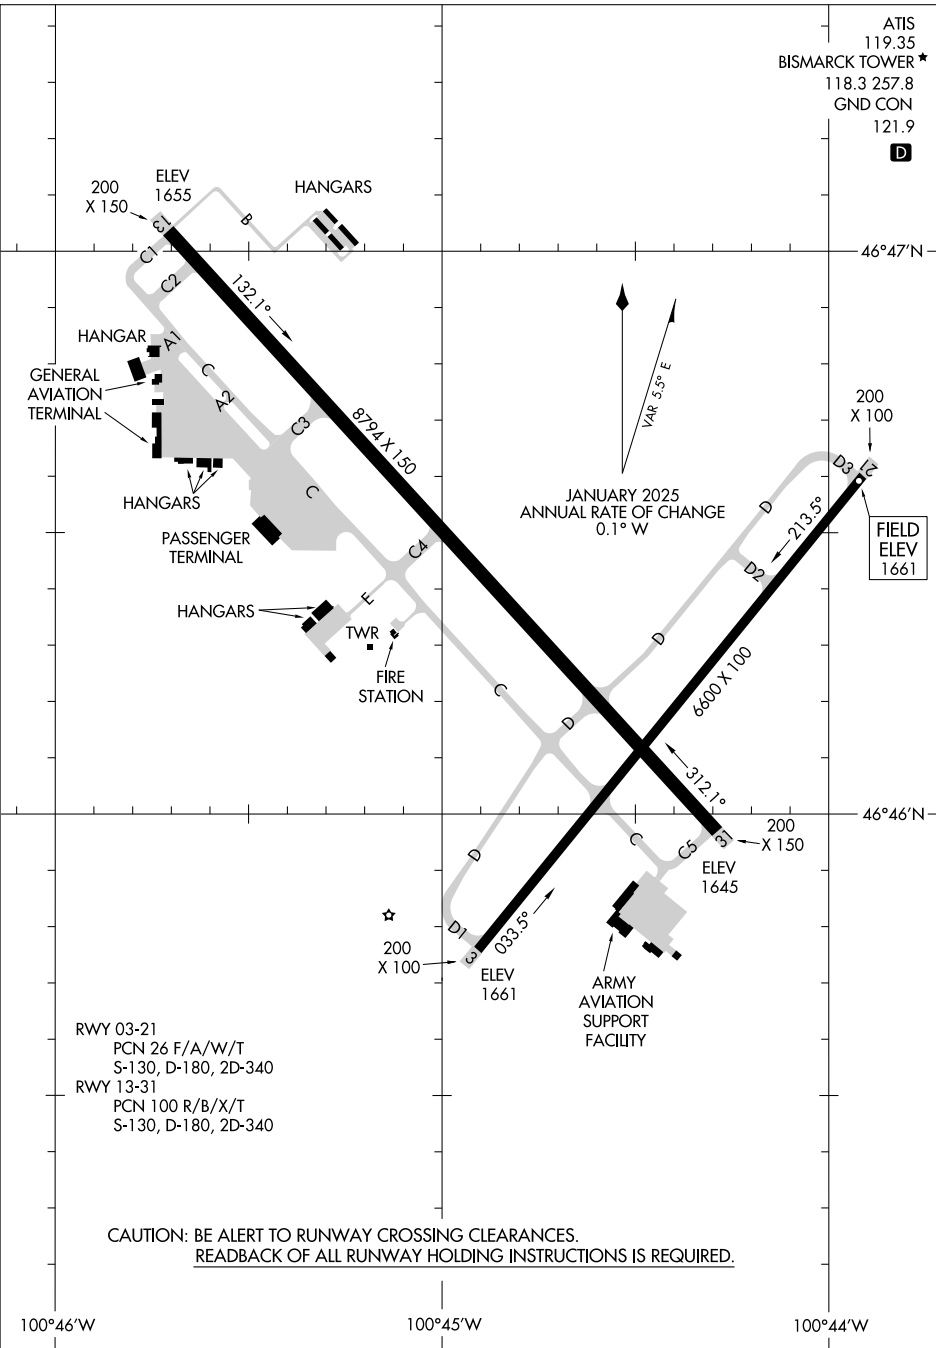 ATIS
119.35
BISMARCK TOWER
118.3 257.8
GND CON
121.9
D
ELEV
1655
200
X 150
HANGARS
13
B
C1
C2
46°47'N
132.1°
A1
HANGAR
C
GENERAL
AVIATION
TERMINAL
A2
C3
8794 X 150
VAR 5.5° E
200
X 100
HANGARS
C
JANUARY 2025
ANNUAL RATE OF CHANGE
0.1° W
D3
21
D
213.5°
FIELD
ELEV
1661
PASSENGER
TERMINAL
C4
D2
HANGARS
E
TWR
D
FIRE
STATION
C
6600 X 100
D
312.1°
46°46'N
31
200
X 150
C
C5
ELEV
1645
D
D1
033.5°
3
200
X 100
ELEV
1661
ARMY
AVIATION
SUPPORT
FACILITY
RWY 03-21
PCN 26 F/A/W/T
S-130, D-180, 2D-340
RWY 13-31
PCN 100 R/B/X/T
S-130, D-180, 2D-340
CAUTION: BE ALERT TO RUNWAY CROSSING CLEARANCES.
READBACK OF ALL RUNWAY HOLDING INSTRUCTIONS IS REQUIRED.
100°46'W
100°45'W
100°44'W